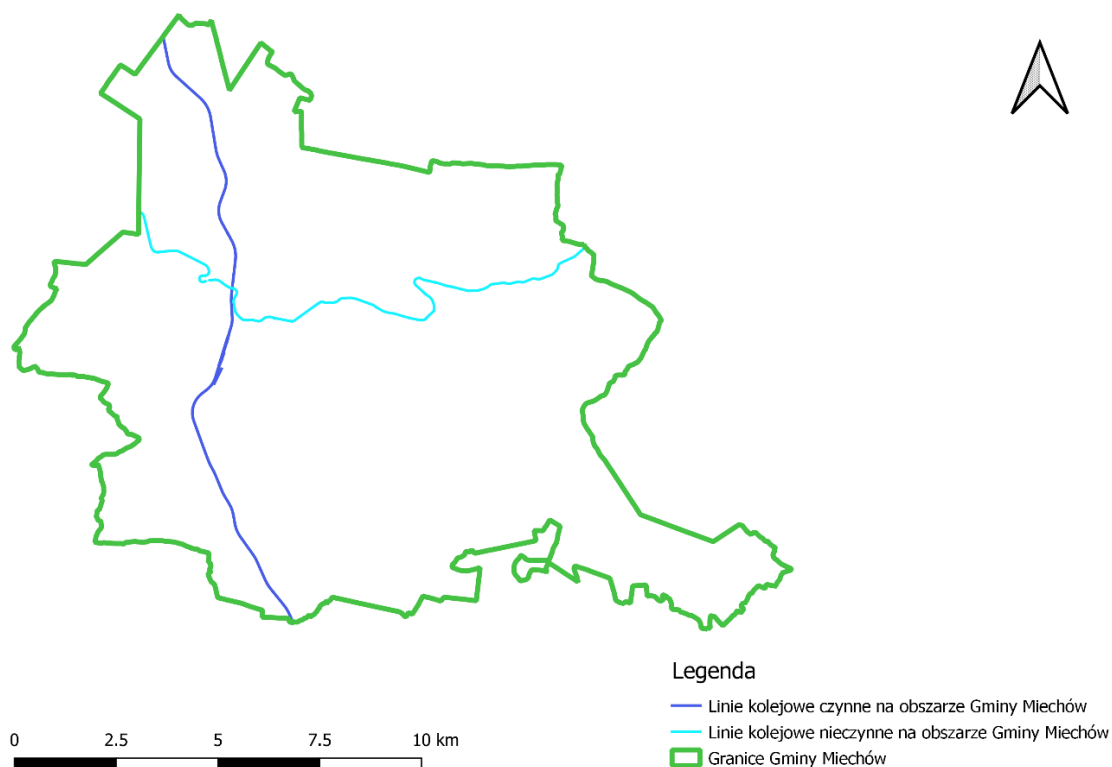 Legenda
Linie kolejowe czynne na obszarze Gminy Miechów
Linie kolejowe nieczynne na obszarze Gminy Miechów
Granice Gminy Miechów
0 2.5 5 7.5 10 km